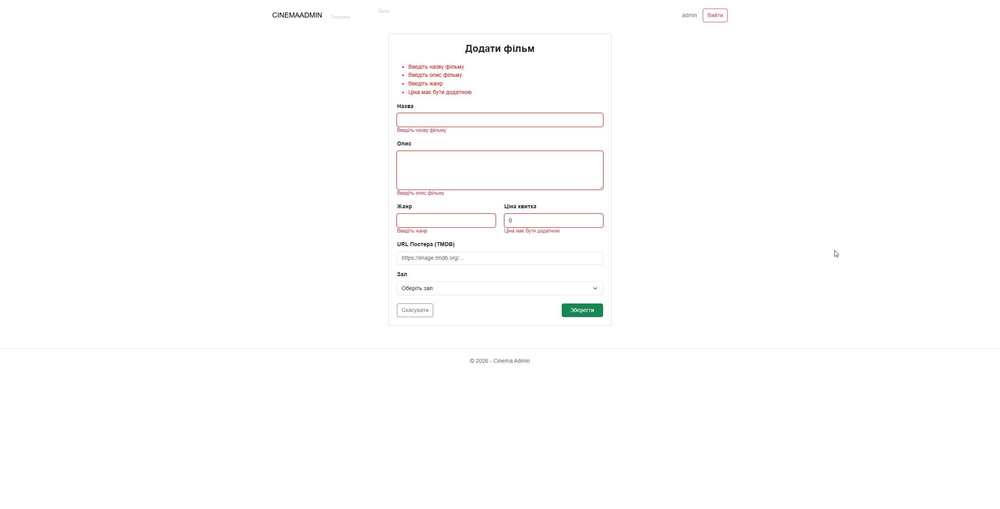 CINEMAADMIN
Головна
Зали
admin
Вийти
Додати фільм
Введіть назву фільму
Введіть опис фільму
Введіть жанр
Ціна має бути додатною
Назва
Введіть назву фільму
Опис
Введіть опис фільму
Жанр
Ціна квитка
0
Введіть жанр
Ціна має бути додатною
URL Постера (TMDB)
https://image.tmdb.org/...
Зал
Оберіть зал
Скасувати
Зберегти
© 2026 - Cinema Admin